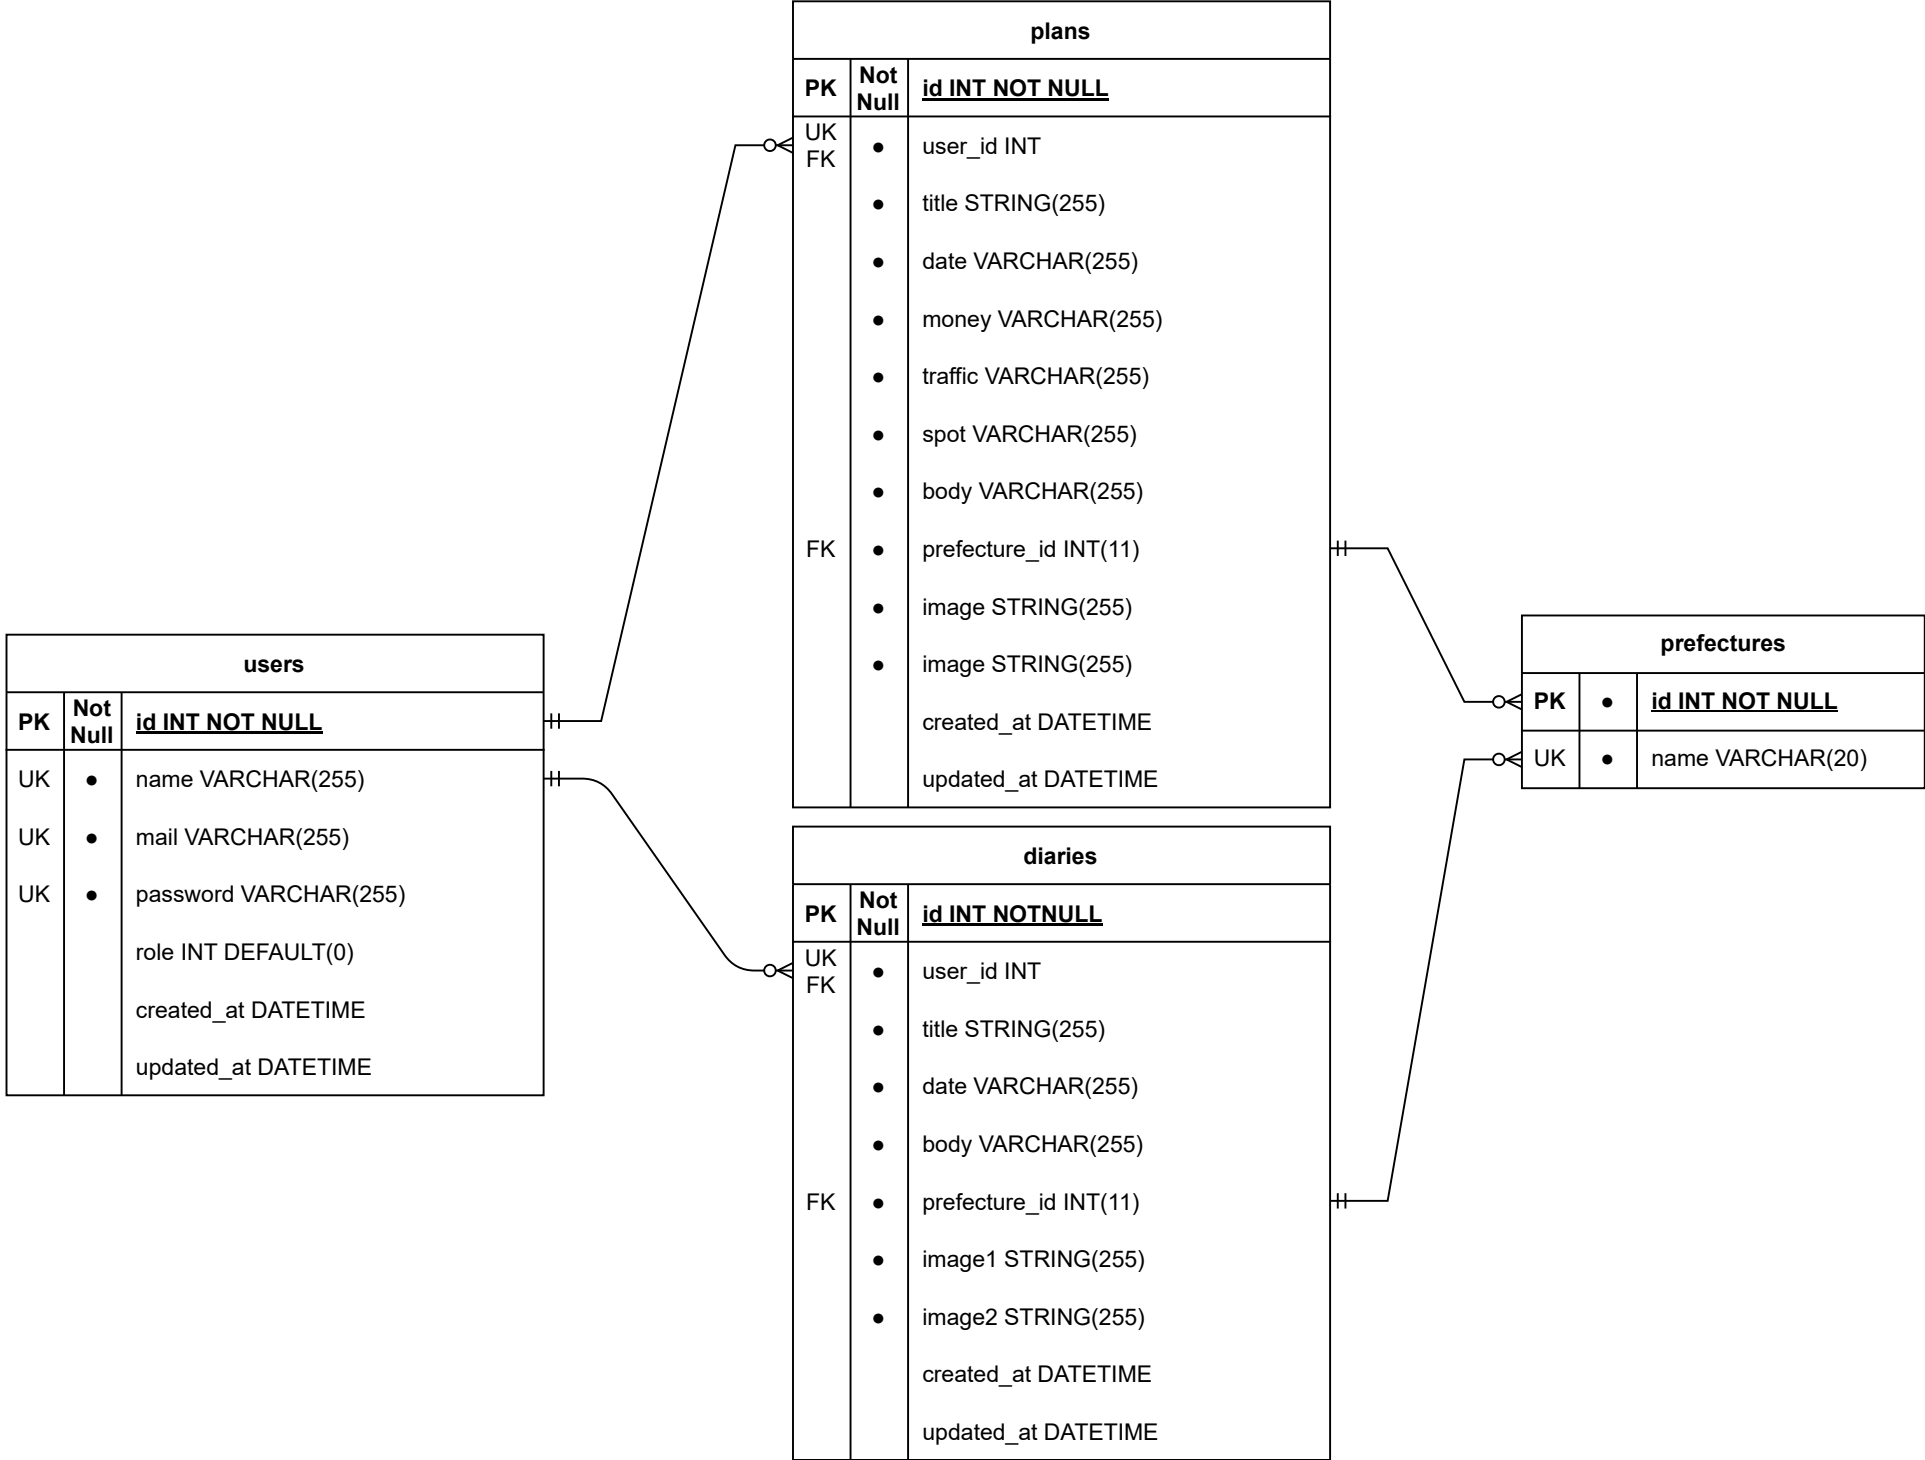 plans
PK Not Null id INT NOT NULL
UK FK ● user_id INT
● title STRING(255)
● date VARCHAR(255)
● money VARCHAR(255)
● traffic VARCHAR(255)
● spot VARCHAR(255)
● body VARCHAR(255)
FK ● prefecture_id INT(11)
● image STRING(255)
● image STRING(255)
created_at DATETIME
updated_at DATETIME
users
PK Not Null id INT NOT NULL
UK ● name VARCHAR(255)
UK ● mail VARCHAR(255)
UK ● password VARCHAR(255)
role INT DEFAULT(0)
created_at DATETIME
updated_at DATETIME
diaries
PK Not Null id INT NOTNULL
UK FK ● user_id INT
● title STRING(255)
● date VARCHAR(255)
● body VARCHAR(255)
FK ● prefecture_id INT(11)
● image1 STRING(255)
● image2 STRING(255)
created_at DATETIME
updated_at DATETIME
prefectures
PK ● id INT NOT NULL
UK ● name VARCHAR(20)